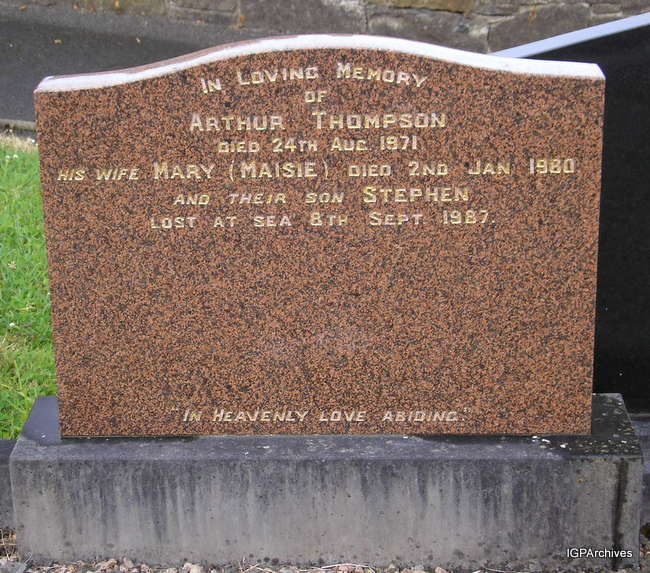 In Loving Memory
of
Arthur Thompson
died 24th Aug. 1971
his wife Mary (Maisie) died 2nd Jan 1980
and their son Stephen
lost at sea 8th Sept 1987.
"In Heavenly love abiding."
IGPArchives